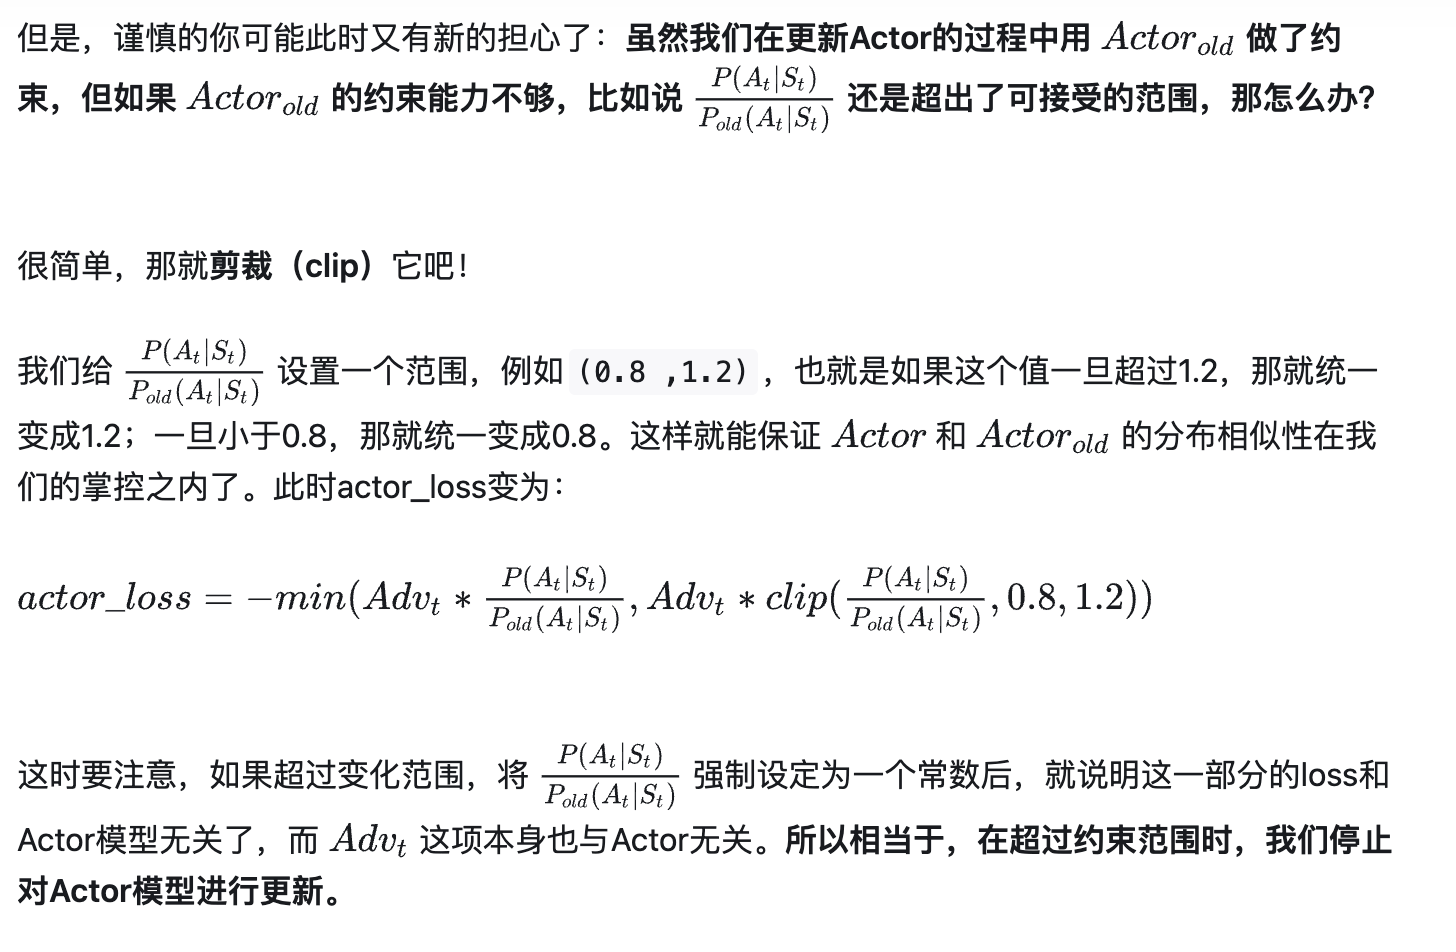 但是，谨慎的你可能此时又有新的担心了：虽然我们在更新Actor的过程中用 $Actor_{old}$ 做了约
束，但如果 $Actor_{old}$ 的约束能力不够，比如说 $\frac{P(A_t|S_t)}{P_{old}(A_t|S_t)}$ 还是超出了可接受的范围，那怎么办？
很简单，那就剪裁（clip）它吧！
我们给 $\frac{P(A_t|S_t)}{P_{old}(A_t|S_t)}$ 设置一个范围，例如 (0.8 ,1.2) ，也就是如果这个值一旦超过1.2，那就统一
变成1.2；一旦小于0.8，那就统一变成0.8。这样就能保证 $Actor$ 和 $Actor_{old}$ 的分布相似性在我
们的掌控之内了。此时actor_loss变为：
$actor\_loss = -min(Adv_t * \frac{P(A_t|S_t)}{P_{old}(A_t|S_t)}, Adv_t * clip(\frac{P(A_t|S_t)}{P_{old}(A_t|S_t)}, 0.8, 1.2))$
这时要注意，如果超过变化范围，将 $\frac{P(A_t|S_t)}{P_{old}(A_t|S_t)}$ 强制设定为一个常数后，就说明这一部分的loss和
Actor模型无关了，而 $Adv_t$ 这项本身也与Actor无关。所以相当于，在超过约束范围时，我们停止
对Actor模型进行更新。